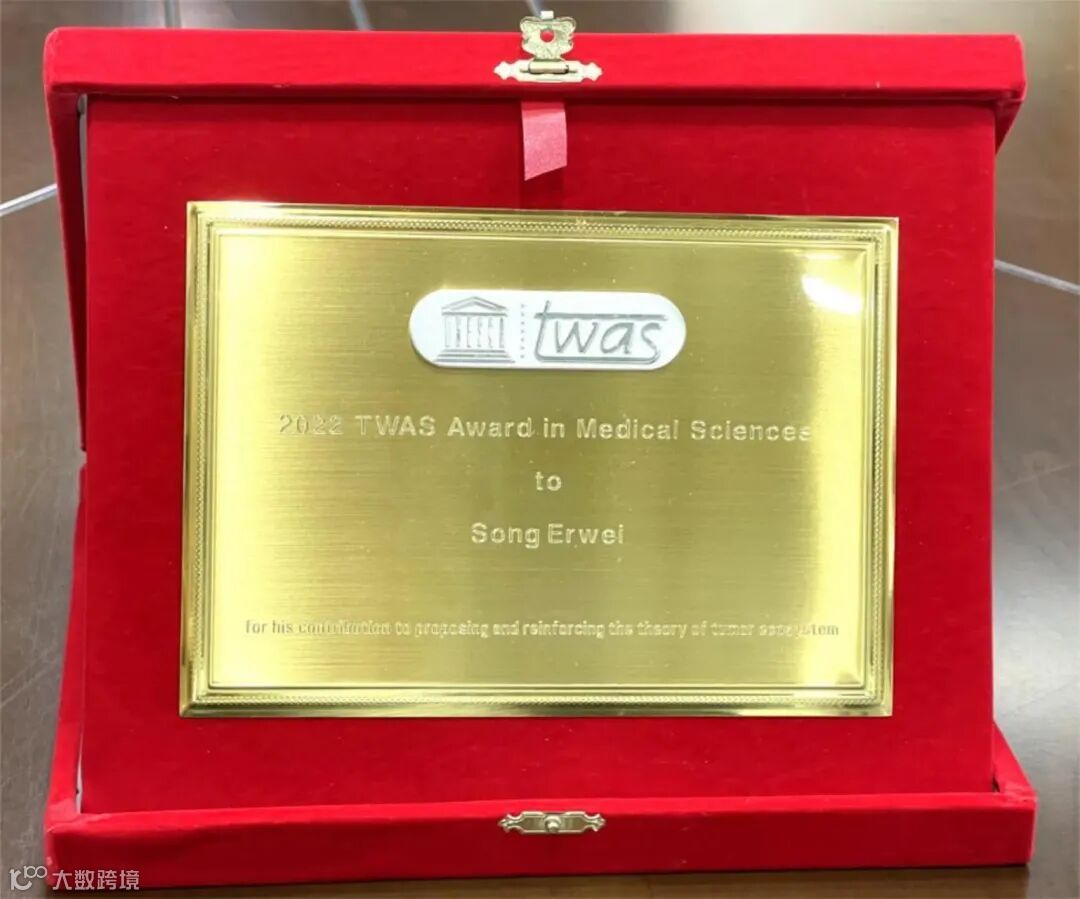 UNESCO
twas
2022 TWAS Award in Medical Sciences
to
Song Erwei
for his contribution to proposing and reinforcing the theory of tumor ecosystem
大数跨境